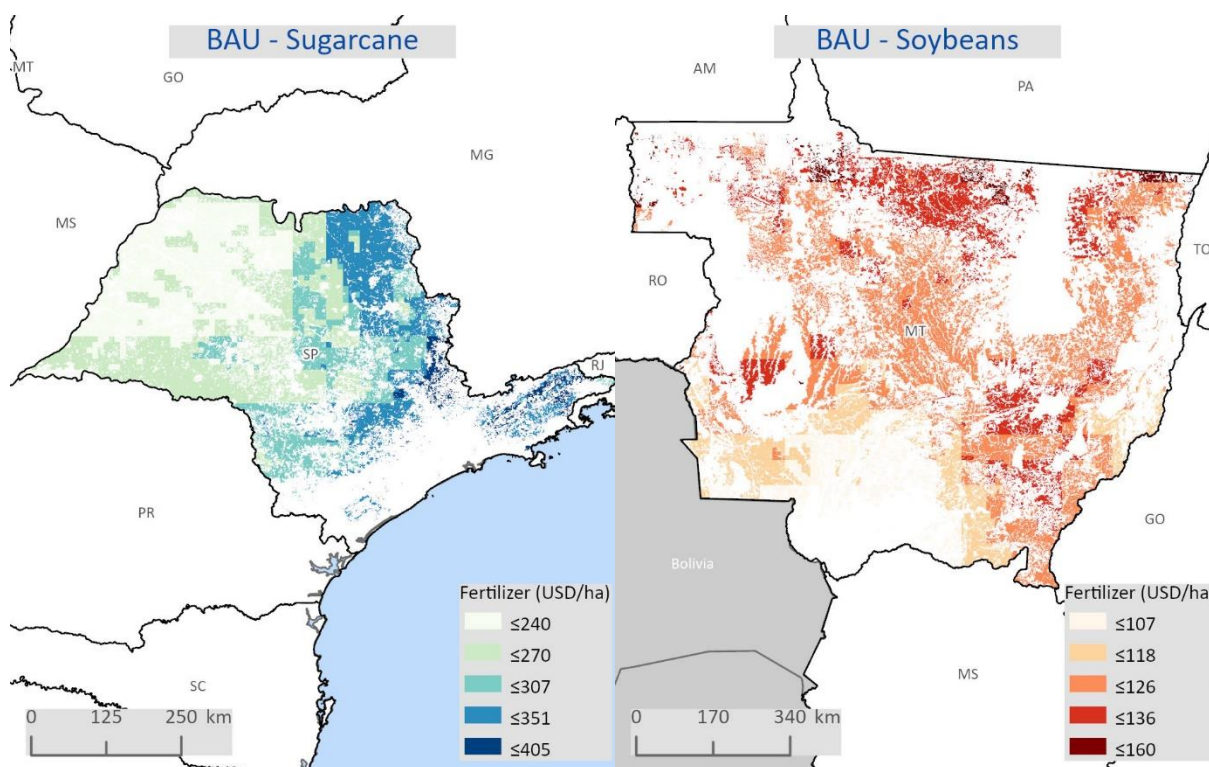 BAU - Sugarcane
MT
GO
MG
MS
SP
RJ
PR
SC
Fertilizer (USD/ha)
≤240
≤270
≤307
≤351
≤405
0 125 250 km
BAU - Soybeans
AM
PA
RO
MT
TO
GO
Bolivia
MS
Fertilizer (USD/ha)
≤107
≤118
≤126
≤136
≤160
0 170 340 km